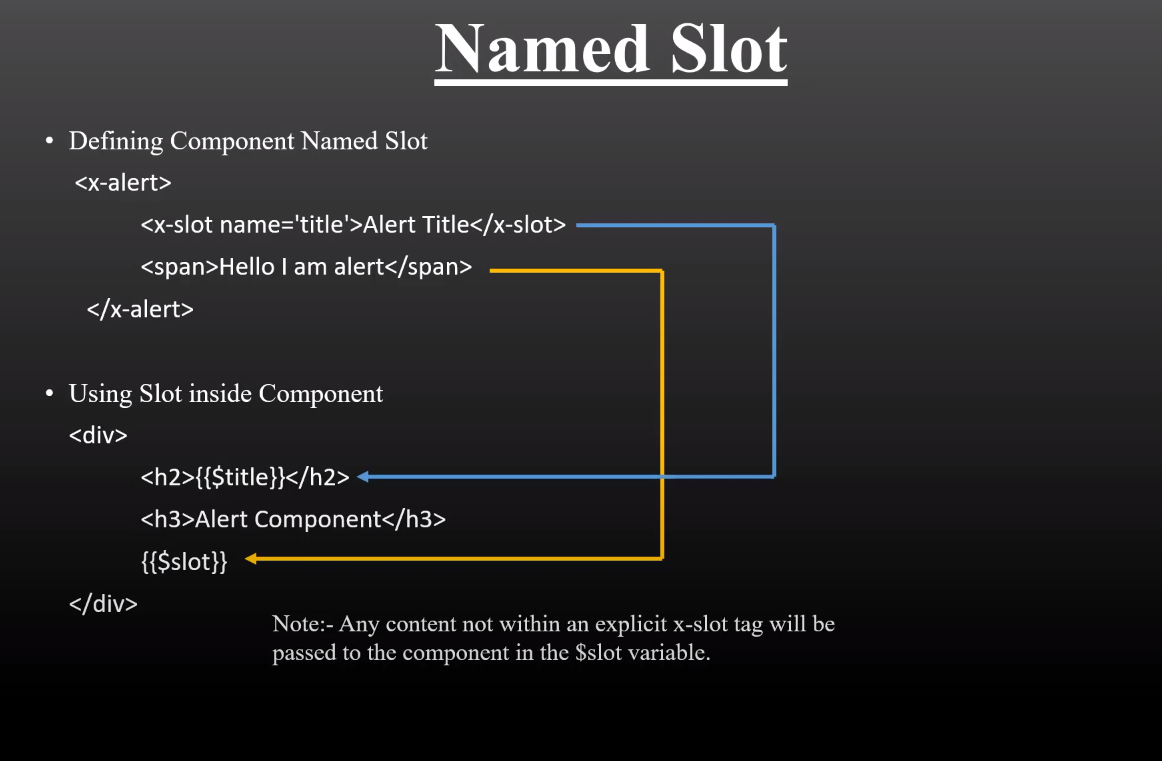 Named Slot
• Defining Component Named Slot
<x-alert>
<x-slot name='title'>Alert Title</x-slot>
<span>Hello I am alert</span>
</x-alert>
• Using Slot inside Component
<div>
<h2>{{$title}}</h2>
<h3>Alert Component</h3>
{{$slot}}
</div>
Note:- Any content not within an explicit x-slot tag will be
passed to the component in the $slot variable.